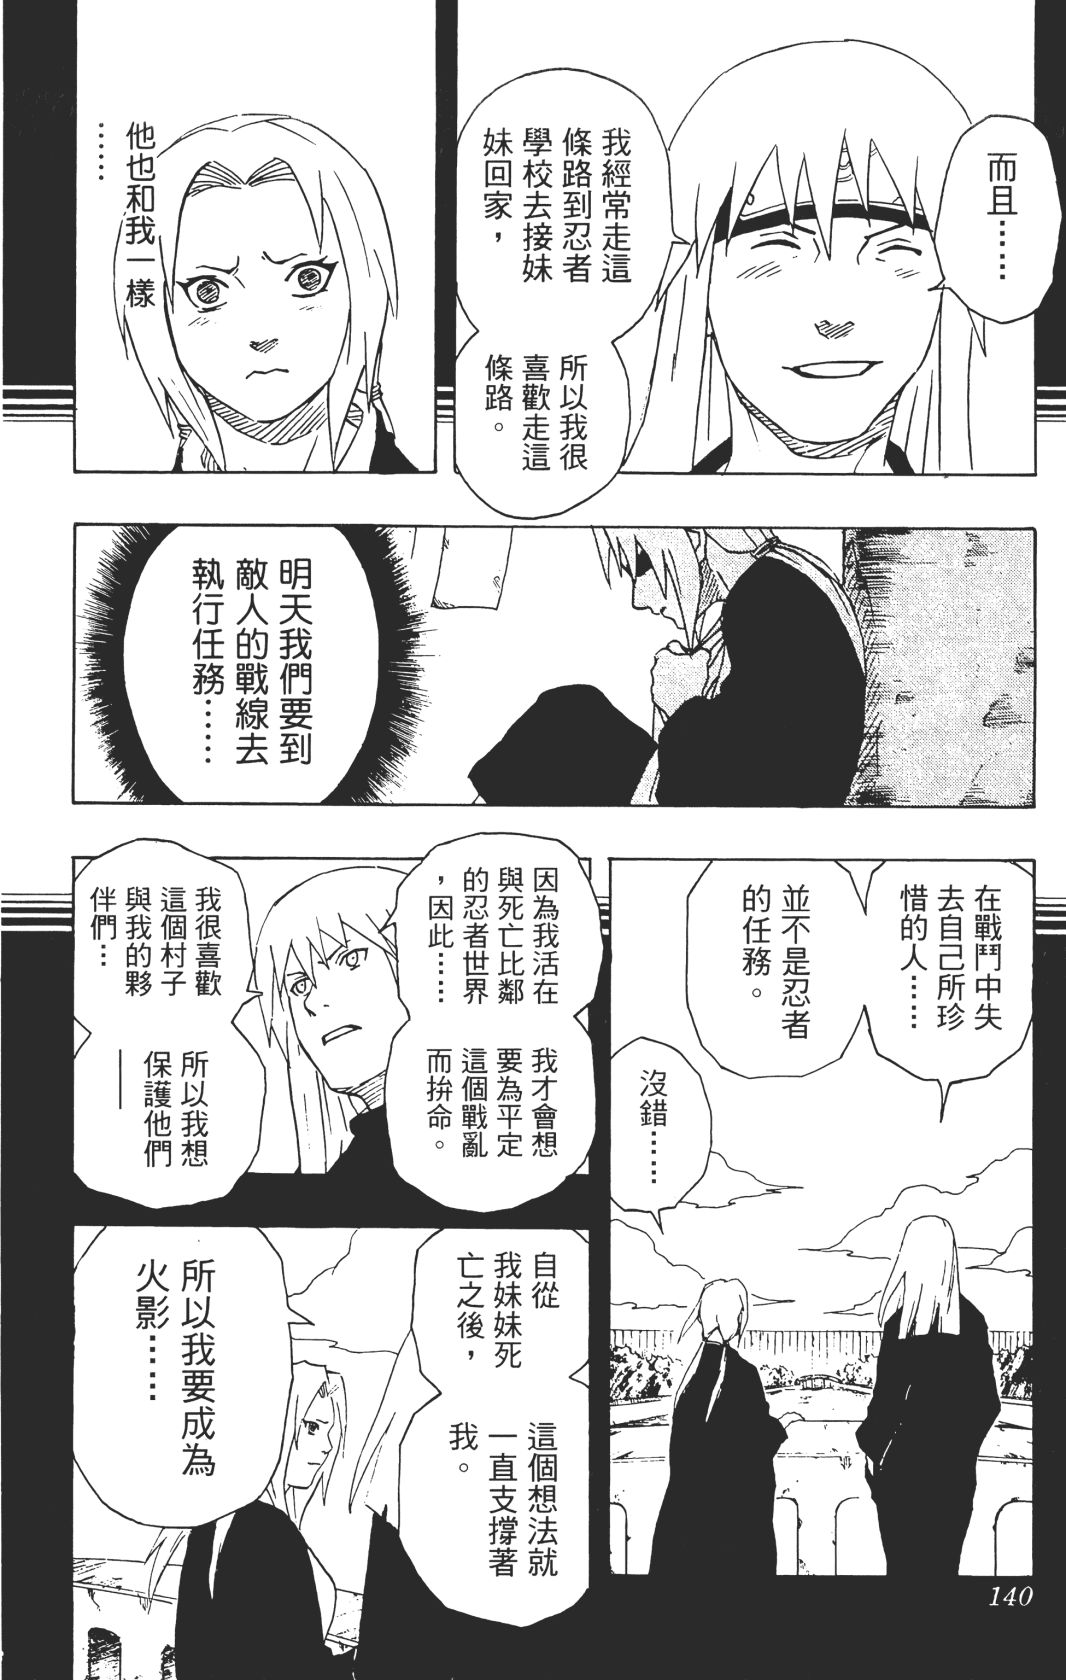 而且……
我經常走這
條路到忍者
學校去接妹
妹回家，
所以我很
喜歡走這
條路。
他也和我一樣
……
明天我們要到
敵人的戰線去
執行任務……
在戰鬥中失
去自己所珍
惜的人……
並不是忍者
的任務。
沒錯……
因為我活在
與死亡比鄰
的忍者世界
，因此……
我才會想
要為平定
這個戰亂
而拚命。
我很喜歡
這個村子
與我的夥
伴們…
所以我想
保護他們
——
自從
我妹妹死
亡之後，
這個想法就
一直支撐著
我。
所以我要成為
火影……
140